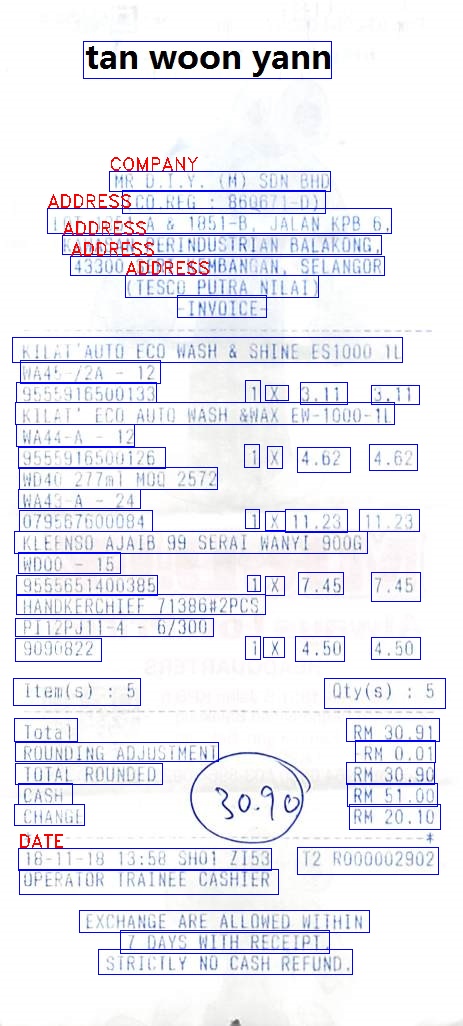 tan woon yann
COMPANY
MR D.I.Y. (M) SDN BHD
ADDRESS (CO.REG : 860671-D)
LOT 1851-A & 1851-B, JALAN KPB 6,
ADDRESS
KAWASAN PERINDUSTRIAN BALAKONG,
ADDRESS
43300 SERI KEMBANGAN, SELANGOR
ADDRESS
(TESCO PUTRA NILAI)
-INVOICE-
KILAT'AUTO ECO WASH & SHINE ES1000 1L
WA45-/2A - 12
9555916500133 1 X 3.11 3.11
KILAT' ECO AUTO WASH &WAX EW-1000-1L
WA44-A - 12
9555916500126 1 X 4.62 4.62
WD40 277ml MOQ 2572
WA43-A - 24
079567600084 1 X 11.23 11.23
KLEENSO AJAIB 99 SERAI WANYI 900G
WD00 - 15
9555651400385 1 X 7.45 7.45
HANDKERCHIEF 71386#2PCS
PI12PJ11-4 6/300
9090822 1 X 4.50 4.50
Item(s) : 5 Qty(s) : 5
Total RM 30.91
ROUNDING ADJUSTMENT -RM 0.01
TOTAL ROUNDED RM 30.90
CASH RM 51.00
CHANGE RM 20.10
30.90
DATE
18-11-18 13:58 SH01 ZI53 T2 R000002902
OPERATOR TRAINEE CASHIER
EXCHANGE ARE ALLOWED WITHIN
7 DAYS WITH RECEIPT.
STRICTLY NO CASH REFUND.